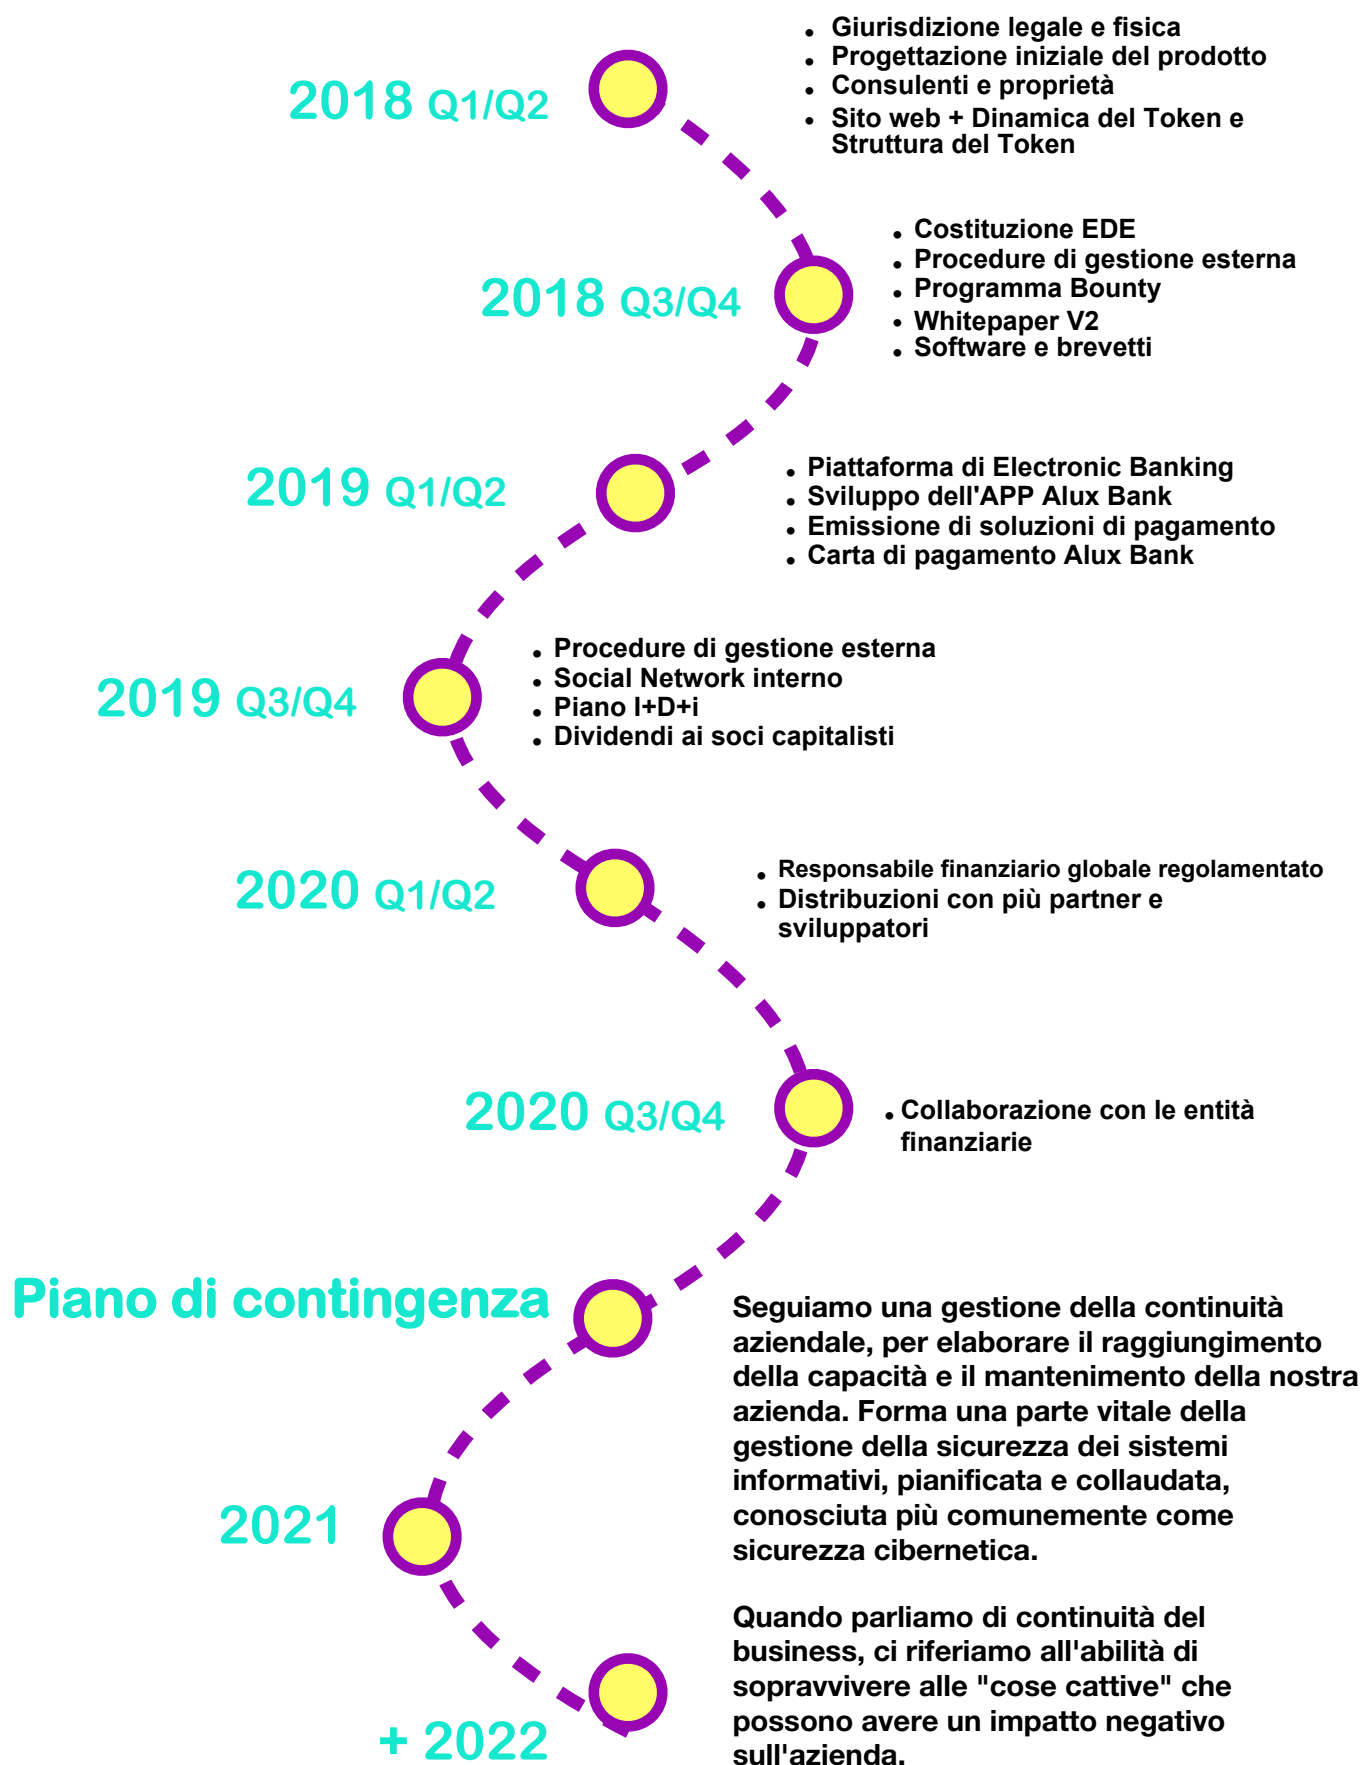 2018 Q1/Q2
• Giurisdizione legale e fisica
• Progettazione iniziale del prodotto
• Consulenti e proprietà
• Sito web + Dinamica del Token e
Struttura del Token
2018 Q3/Q4
• Costituzione EDE
• Procedure di gestione esterna
• Programma Bounty
• Whitepaper V2
• Software e brevetti
2019 Q1/Q2
• Piattaforma di Electronic Banking
• Sviluppo dell'APP Alux Bank
• Emissione di soluzioni di pagamento
• Carta di pagamento Alux Bank
2019 Q3/Q4
• Procedure di gestione esterna
• Social Network interno
• Piano I+D+i
• Dividendi ai soci capitalisti
2020 Q1/Q2
• Responsabile finanziario globale regolamentato
• Distribuzioni con più partner e
sviluppatori
2020 Q3/Q4
• Collaborazione con le entità
finanziarie
Piano di contingenza
Seguiamo una gestione della continuità
aziendale, per elaborare il raggiungimento
della capacità e il mantenimento della nostra
azienda. Forma una parte vitale della
gestione della sicurezza dei sistemi
informativi, pianificata e collaudata,
conosciuta più comunemente come
sicurezza cibernetica.
2021
Quando parliamo di continuità del
business, ci riferiamo all'abilità di
sopravvivere alle "cose cattive" che
possono avere un impatto negativo
sull'azienda.
+ 2022